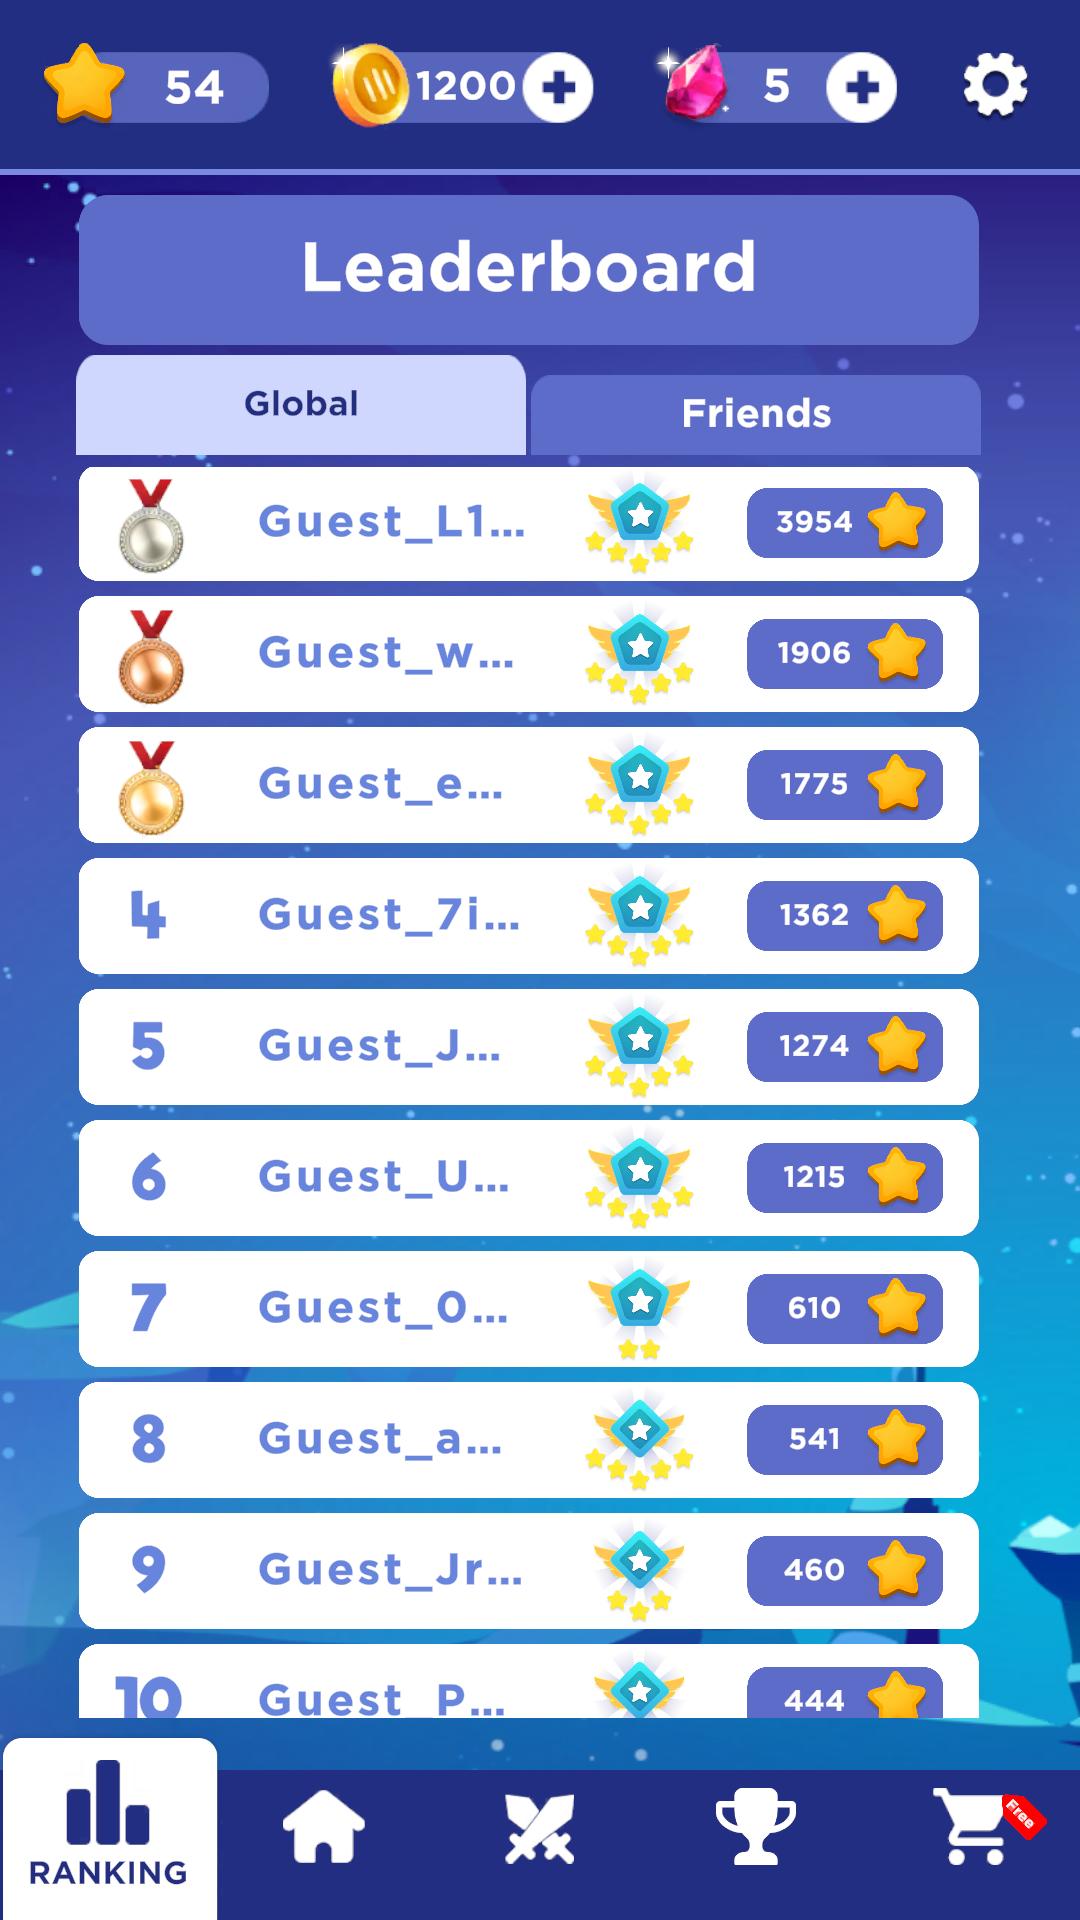 54 1200 5
Leaderboard
Global Friends
Guest_L1... 3954
Guest_w... 1906
Guest_e... 1775
4 Guest_7i... 1362
5 Guest_J... 1274
6 Guest_U... 1215
7 Guest_0... 610
8 Guest_a... 541
9 Guest_Jr... 460
10 Guest_P... 444
Free
RANKING